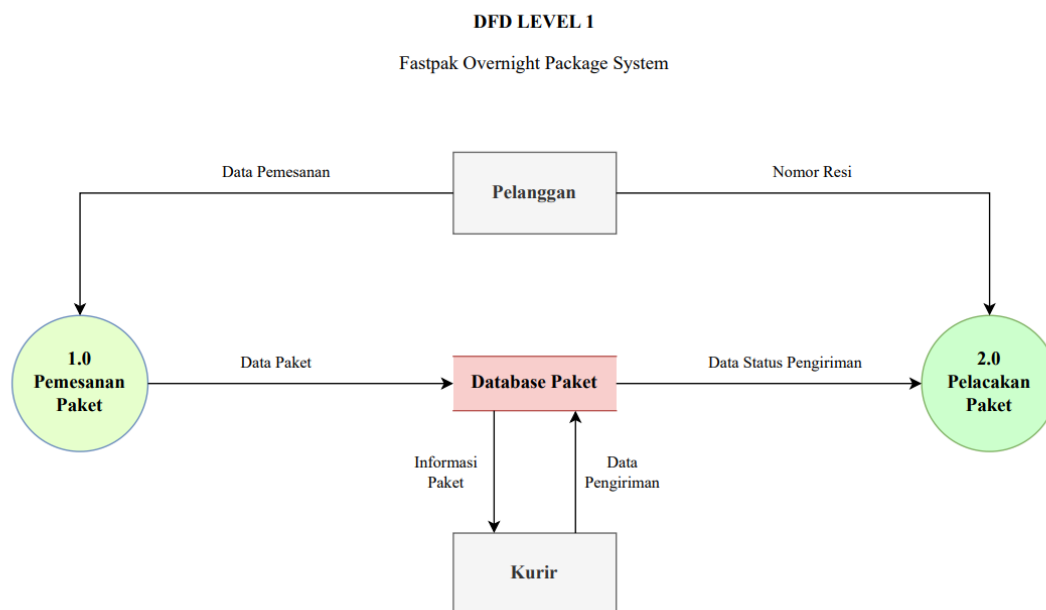 DFD LEVEL 1
Fastpak Overnight Package System
Data Pemesanan
Pelanggan
Nomor Resi
1.0
Pemesanan
Paket
Data Paket
Database Paket
Data Status Pengiriman
2.0
Pelacakan
Paket
Informasi
Paket
Data
Pengiriman
Kurir